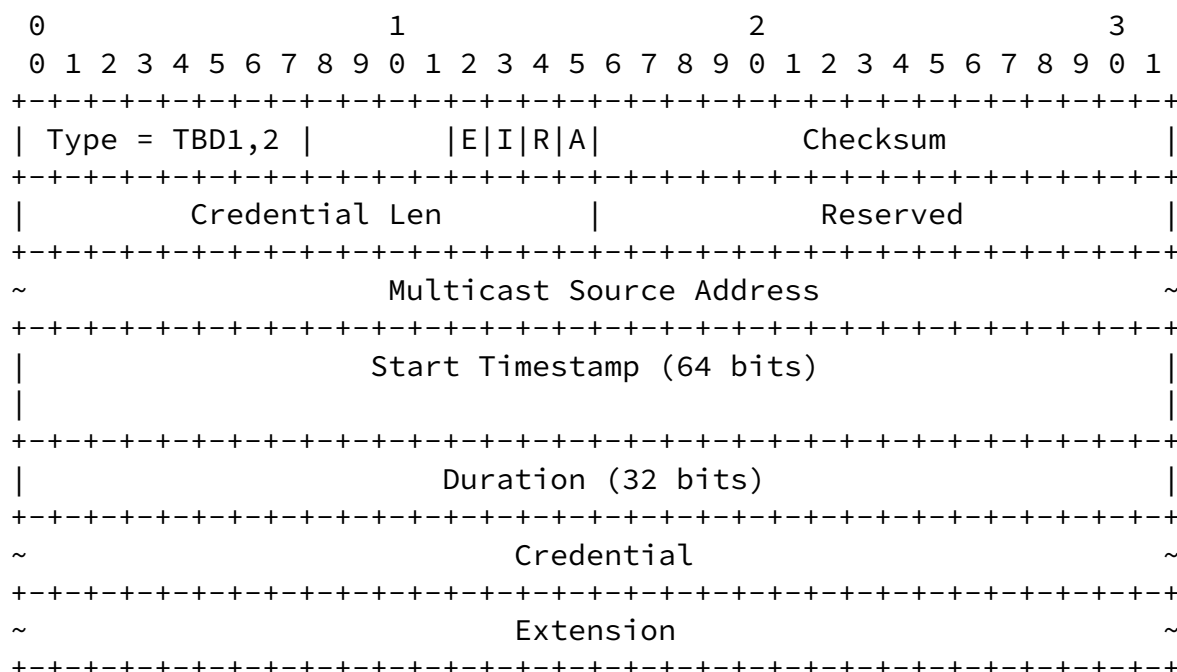 0                   1                   2                   3
 0 1 2 3 4 5 6 7 8 9 0 1 2 3 4 5 6 7 8 9 0 1 2 3 4 5 6 7 8 9 0 1
+-+-+-+-+-+-+-+-+-+-+-+-+-+-+-+-+-+-+-+-+-+-+-+-+-+-+-+-+-+-+-+-+
| Type = TBD1,2 |       |E|I|R|A|           Checksum            |
+-+-+-+-+-+-+-+-+-+-+-+-+-+-+-+-+-+-+-+-+-+-+-+-+-+-+-+-+-+-+-+-+
|         Credential Len        |            Reserved           |
+-+-+-+-+-+-+-+-+-+-+-+-+-+-+-+-+-+-+-+-+-+-+-+-+-+-+-+-+-+-+-+-+
~                    Multicast Source Address                   ~
+-+-+-+-+-+-+-+-+-+-+-+-+-+-+-+-+-+-+-+-+-+-+-+-+-+-+-+-+-+-+-+-+
|                   Start Timestamp (64 bits)                   |
|                                                               |
+-+-+-+-+-+-+-+-+-+-+-+-+-+-+-+-+-+-+-+-+-+-+-+-+-+-+-+-+-+-+-+-+
|                       Duration (32 bits)                      |
+-+-+-+-+-+-+-+-+-+-+-+-+-+-+-+-+-+-+-+-+-+-+-+-+-+-+-+-+-+-+-+-+
~                           Credential                          ~
+-+-+-+-+-+-+-+-+-+-+-+-+-+-+-+-+-+-+-+-+-+-+-+-+-+-+-+-+-+-+-+-+
~                           Extension                           ~
+-+-+-+-+-+-+-+-+-+-+-+-+-+-+-+-+-+-+-+-+-+-+-+-+-+-+-+-+-+-+-+-+